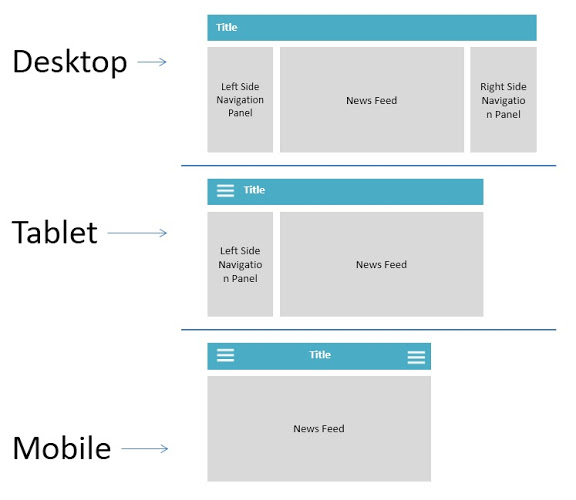 Desktop
Title
Left Side
Navigation
Panel
News Feed
Right Side
Navigatio
n Panel
Tablet
Title
Left Side
Navigatio
n Panel
News Feed
Mobile
Title
News Feed